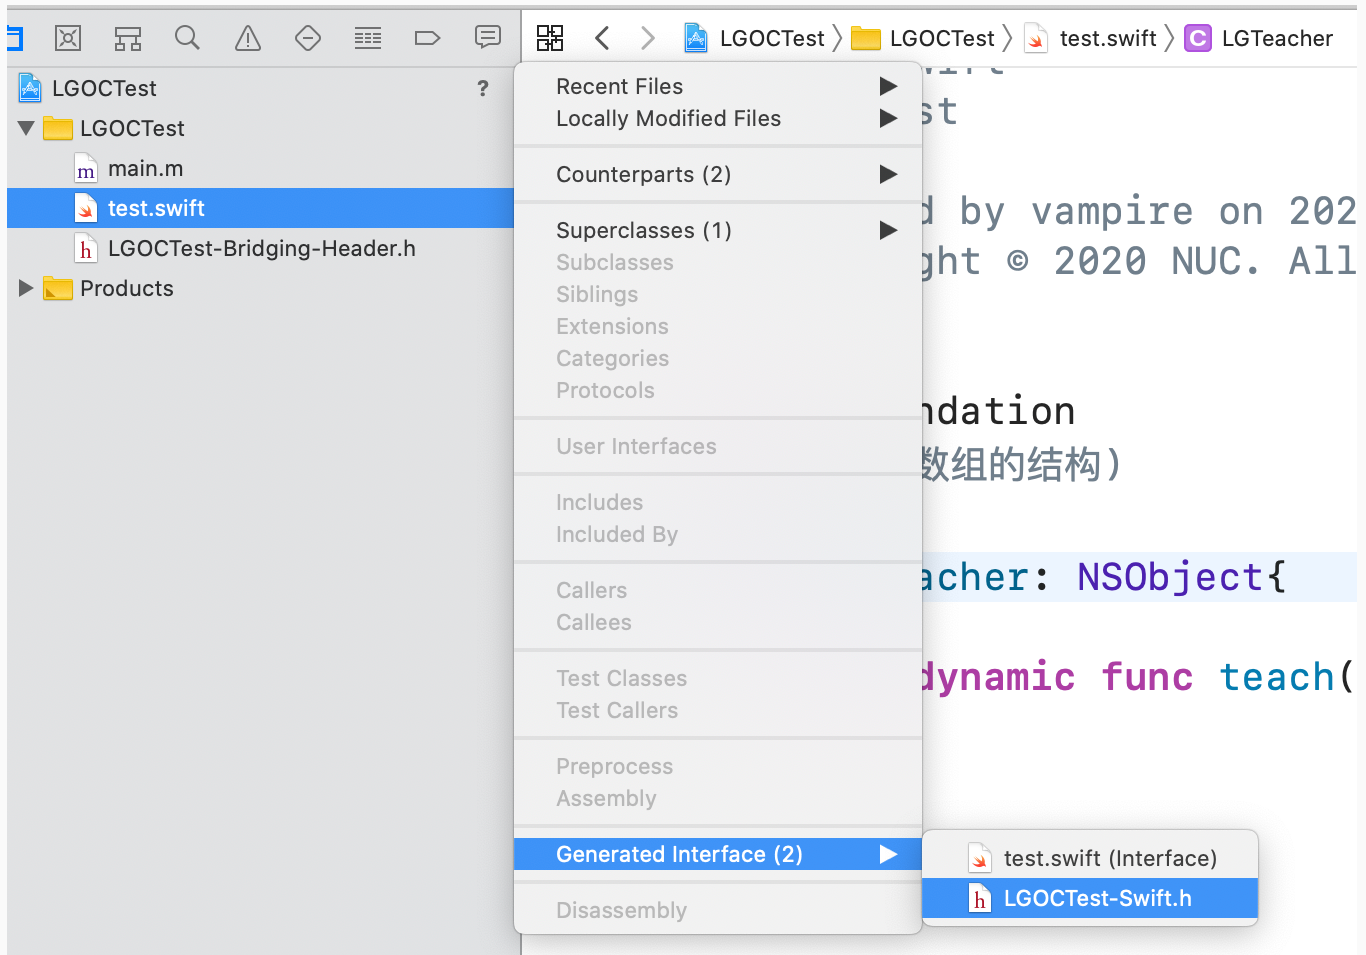 LGOCTest
LGOCTest
test.swift
LGTeacher
LGOCTest
?
LGOCTest
main.m
test.swift
LGOCTest-Bridging-Header.h
Products
Recent Files
Locally Modified Files
Counterparts (2)
Superclasses (1)
Subclasses
Siblings
Extensions
Categories
Protocols
User Interfaces
Includes
Included By
Callers
Callees
Test Classes
Test Callers
Preprocess
Assembly
Generated Interface (2)
Disassembly
test.swift (Interface)
LGOCTest-Swift.h
st
d by vampire on 202
ght © 2020 NUC. All
ndation
数组的结构)
acher: NSObject{
dynamic func teach(